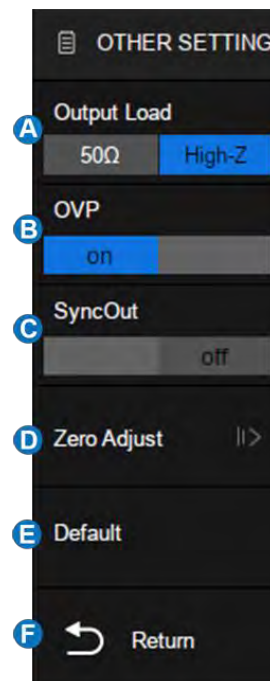 OTHER SETTING
A
Output Load
50Ω High-Z
B
OVP
on
C
SyncOut
off
D
Zero Adjust
E
Default
F
Return